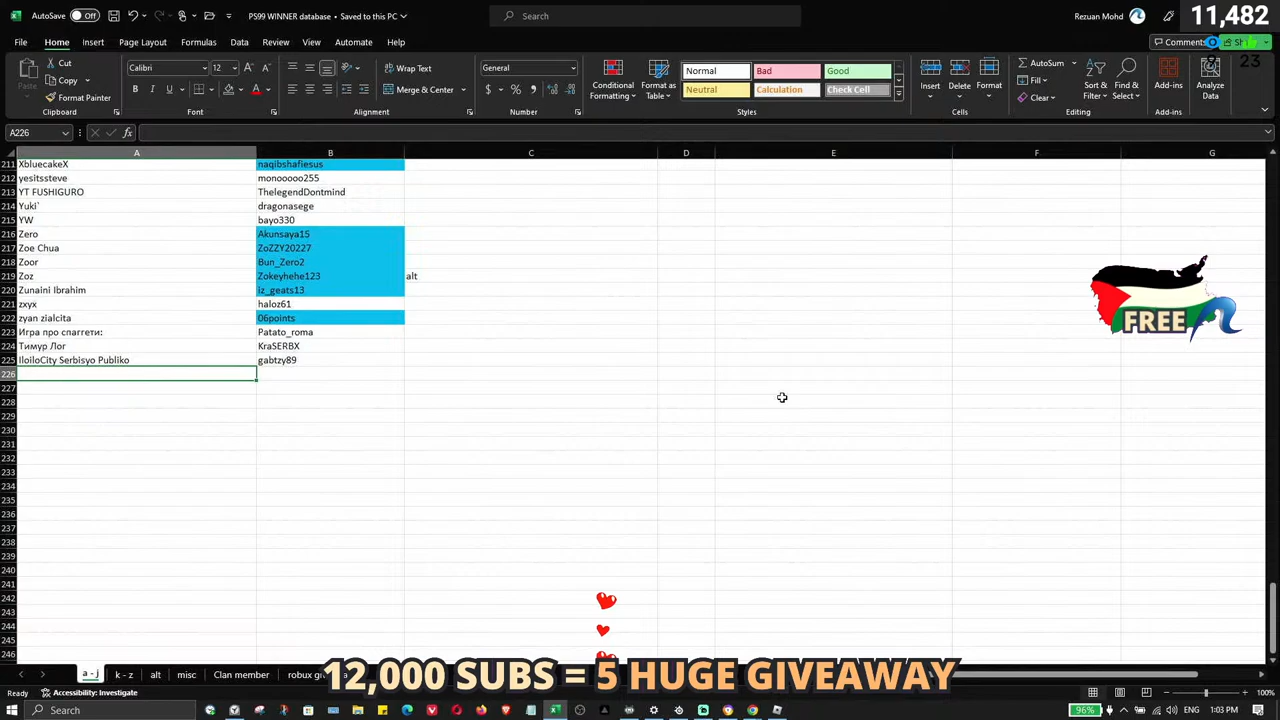 AutoSave Off PS99 WINNER database • Saved to this PC Search Rezuan Mohd 11,482
File Home Insert Page Layout Formulas Data Review View Automate Help Comments
23
Paste Cut Calibri 12 Wrap Text General Conditional Formatting Format as Table Normal Bad Good Insert Delete Format AutoSum Sort & Filter Find & Select Add-ins Analyze Data
Copy Fill
Format Painter B I U A Merge & Center $ % Neutral Calculation Check Cell Clear
Clipboard Font Alignment Number Styles Cells Editing Add-ins
A226 fx
A B C D E F G
211 XbluecakeX naqibshafiesus
212 yesitssteve monooooo255
213 YT FUSHIGURO ThelegendDontmind
214 Yuki` dragonasege
215 YW bayo330
216 Zero Akunsaya15
217 Zoe Chua ZoZZY20227
218 Zoor Bun_Zero2
219 Zoz Zokeyhehe123 alt
220 Zunaini Ibrahim iz_geats13
221 zxyx haloz61
222 zyan zialcita 06points
223 Игра про спаггети: Patato_roma
224 Тимур Лог KraSERBX
225 IloiloCity Serbisyo Publiko gabtzy89
226
227
228
229
230
231
232
233
234
235
236
237
238
239
240
241
242
243
244
245
246
FREE
a - j k - z alt misc Clan member robux
12,000 SUBS = 5 HUGE GIVEAWAY
Ready Accessibility: Investigate 100%
Search 96% 1:03 PM